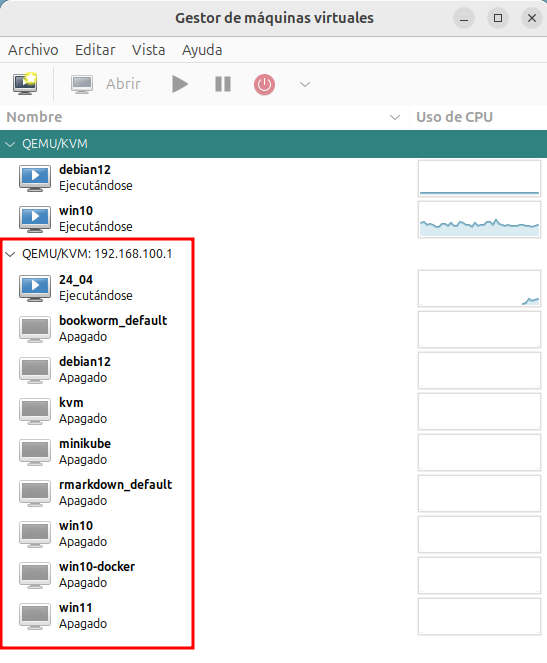 Gestor de máquinas virtuales
Archivo Editar Vista Ayuda
Abrir
Nombre Uso de CPU
QEMU/KVM
debian12
Ejecutándose
win10
Ejecutándose
QEMU/KVM: 192.168.100.1
24_04
Ejecutándose
bookworm_default
Apagado
debian12
Apagado
kvm
Apagado
minikube
Apagado
rmarkdown_default
Apagado
win10
Apagado
win10-docker
Apagado
win11
Apagado